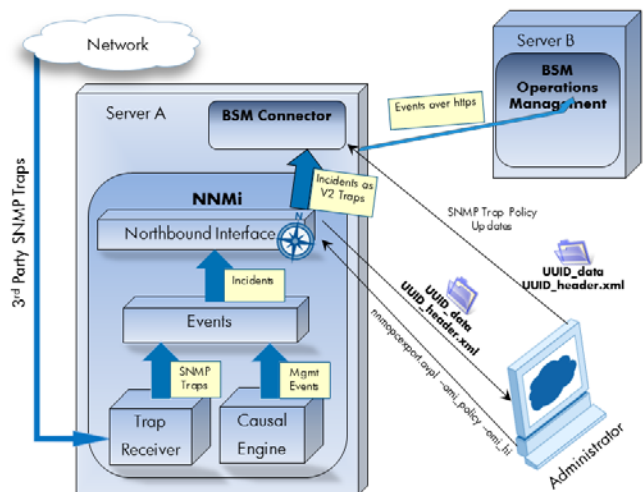 Network
Server B
BSM
Operations
Management
Server A
BSM Connector
Events over https
Incidents as
V2 Traps
NNMi
Northbound Interface
SNMP Trap Policy
Updates
UUID_data
UUID_header.xml
UUID_data
UUID_header.xml
nnmopcexport.ovpl –omi_policy –omi_hi
3rd Party SNMP Traps
Incidents
Events
SNMP
Traps
Mgmt
Events
Trap
Receiver
Causal
Engine
Administrator
N